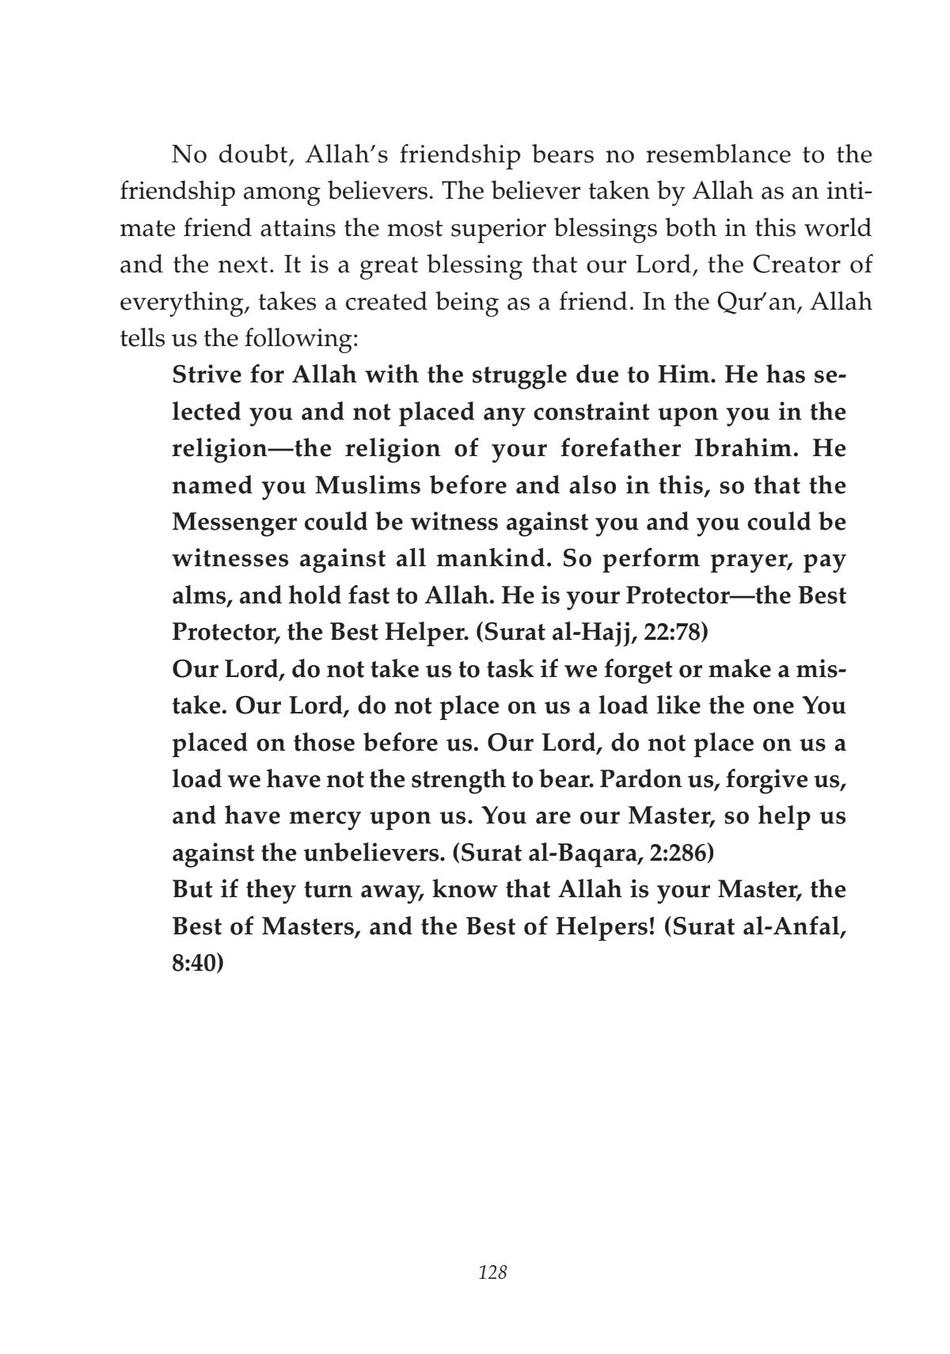 No doubt, Allah’s friendship bears no resemblance to the
friendship among believers. The believer taken by Allah as an inti-
mate friend attains the most superior blessings both in this world
and the next. It is a great blessing that our Lord, the Creator of
everything, takes a created being as a friend. In the Qur’an, Allah
tells us the following:
Strive for Allah with the struggle due to Him. He has se-
lected you and not placed any constraint upon you in the
religion—the religion of your forefather Ibrahim. He
named you Muslims before and also in this, so that the
Messenger could be witness against you and you could be
witnesses against all mankind. So perform prayer, pay
alms, and hold fast to Allah. He is your Protector—the Best
Protector, the Best Helper. (Surat al-Hajj, 22:78)
Our Lord, do not take us to task if we forget or make a mis-
take. Our Lord, do not place on us a load like the one You
placed on those before us. Our Lord, do not place on us a
load we have not the strength to bear. Pardon us, forgive us,
and have mercy upon us. You are our Master, so help us
against the unbelievers. (Surat al-Baqara, 2:286)
But if they turn away, know that Allah is your Master, the
Best of Masters, and the Best of Helpers! (Surat al-Anfal,
8:40)
128